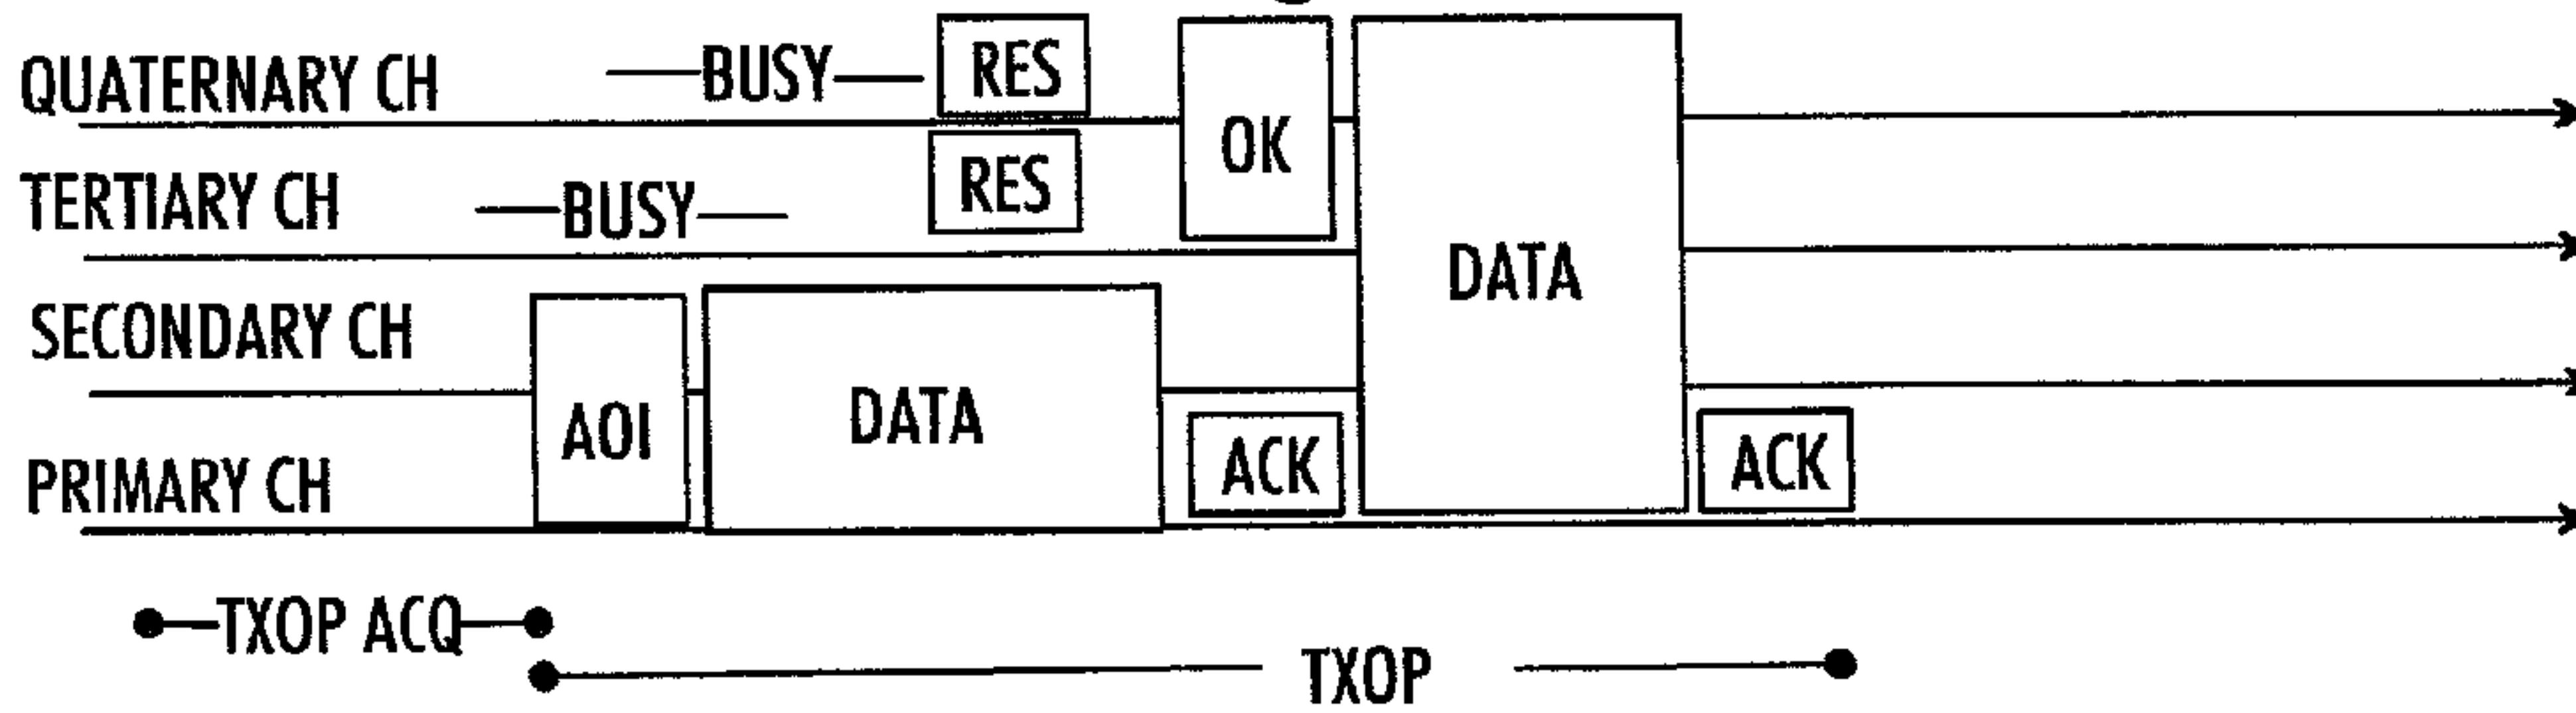 QUATERNARY CH
BUSY
RES
OK
RES
TERTIARY CH
BUSY
DATA
SECONDARY CH
AOI
DATA
PRIMARY CH
ACK
ACK
TXOP ACQ
TXOP